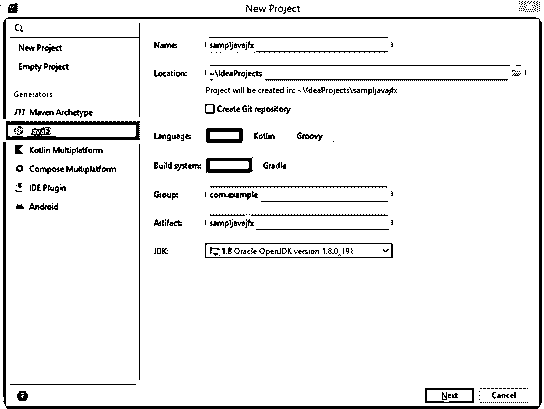 New Project
New Project
Empty Project
Generators
Maven Archetype
Kotlin Multiplatform
Compose Multiplatform
IDE Plugin
Android
Name:
sampljavajfx
Location:
~\IdeaProjects
Project will be created in: ~\IdeaProjects\sampljavajfx
Create Git repository
Language:
Kotlin
Groovy
Build system:
Gradle
Group:
com.example
Artifact:
sampljavajfx
JDK:
1.8 Oracle OpenJDK version 1.8.0_191
Next
Cancel